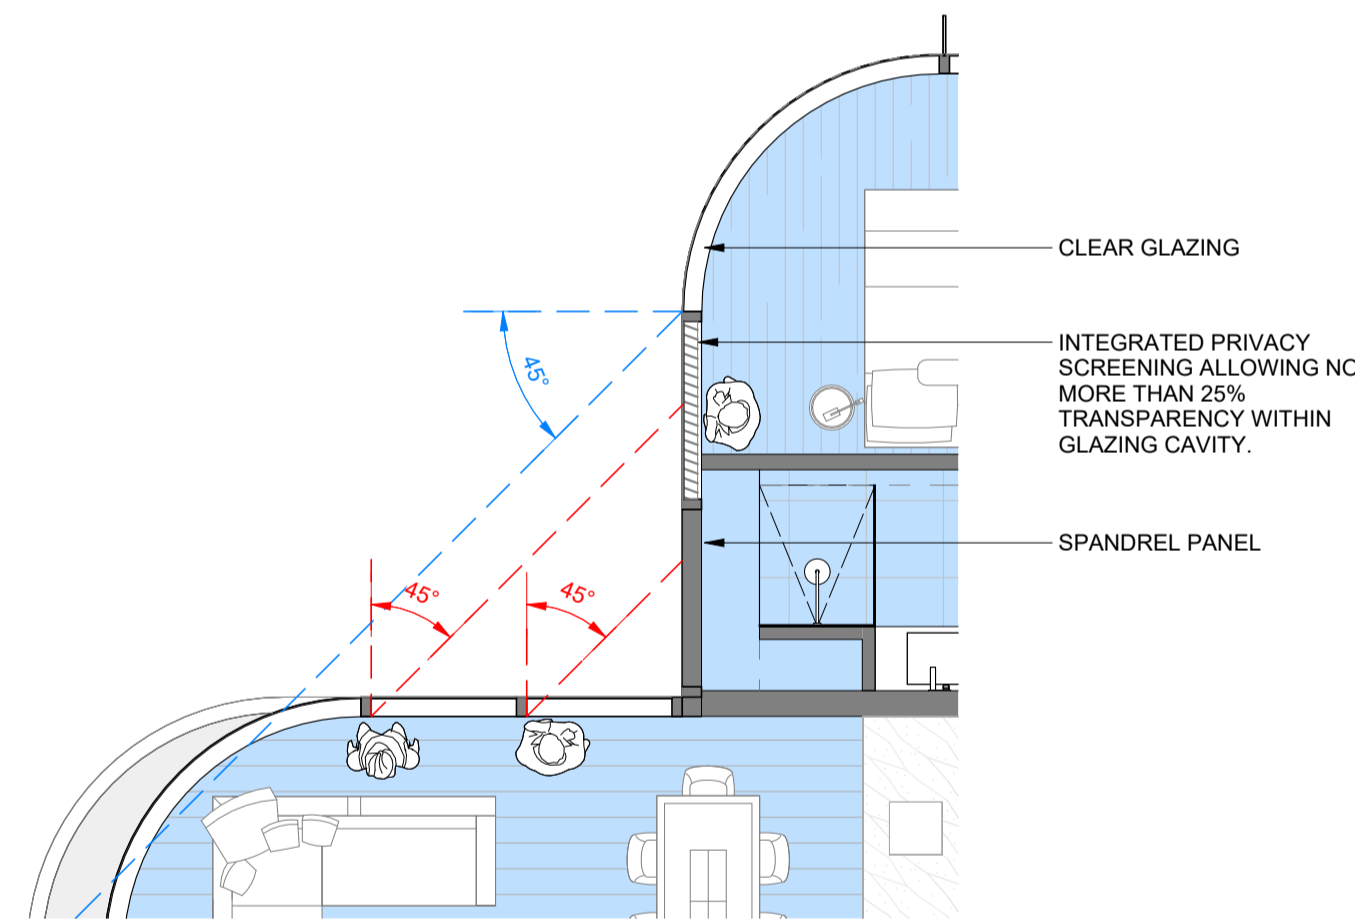 CLEAR GLAZING
INTEGRATED PRIVACY
SCREENING ALLOWING NO
MORE THAN 25%
TRANSPARENCY WITHIN
GLAZING CAVITY.
45°
SPANDREL PANEL
45°
45°